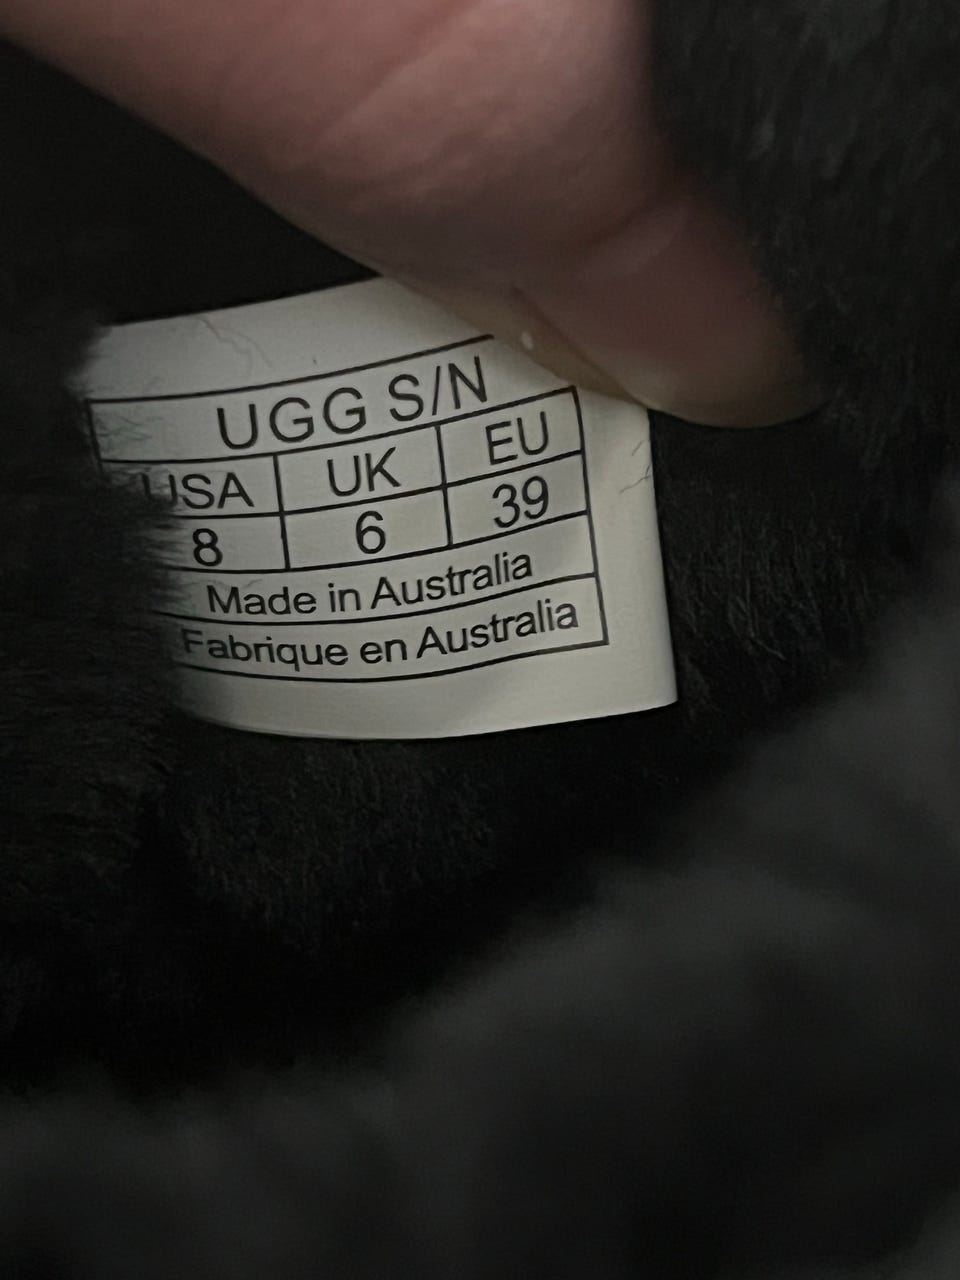 UGG S/N
USA UK EU
8 6 39
Made in Australia
Fabrique en Australia